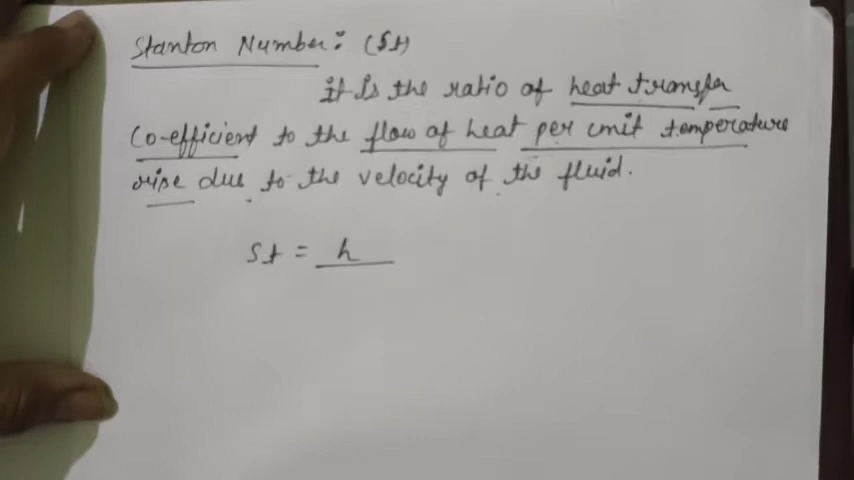 Stanton Number: (St)
it is the ratio of heat transfer
Co-efficient to the flow of heat per unit temperature
rise due to the velocity of the fluid.
St = h